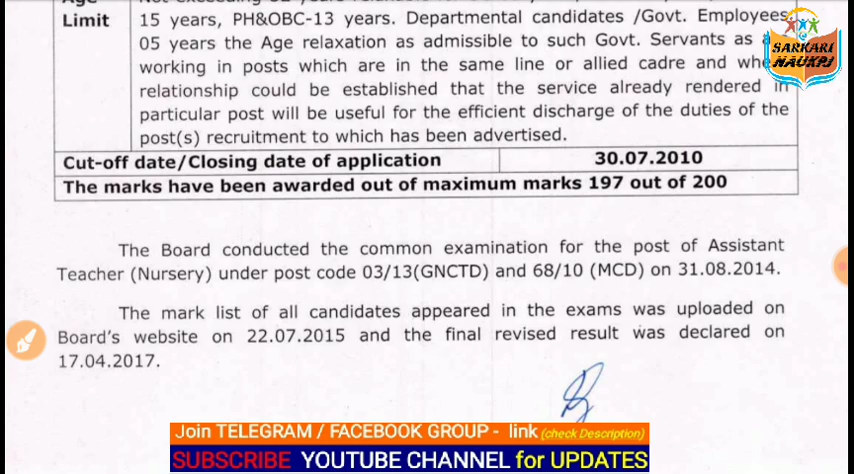 Limit
15 years, PH&OBC-13 years. Departmental candidates /Govt. Employees
05 years the Age relaxation as admissible to such Govt. Servants as
working in posts which are in the same line or allied cadre and
relationship could be established that the service already rendered in
particular post will be useful for the efficient discharge of the duties of the
post(s) recruitment to which has been advertised.
Cut-off date/Closing date of application 30.07.2010
The marks have been awarded out of maximum marks 197 out of 200
The Board conducted the common examination for the post of Assistant
Teacher (Nursery) under post code 03/13(GNCTD) and 68/10 (MCD) on 31.08.2014.
The mark list of all candidates appeared in the exams was uploaded on
Board's website on 22.07.2015 and the final revised result was declared on
17.04.2017.
SARKARI
NAUKRI
Join TELEGRAM / FACEBOOK GROUP - link (check Description)
SUBSCRIBE YOUTUBE CHANNEL for UPDATES